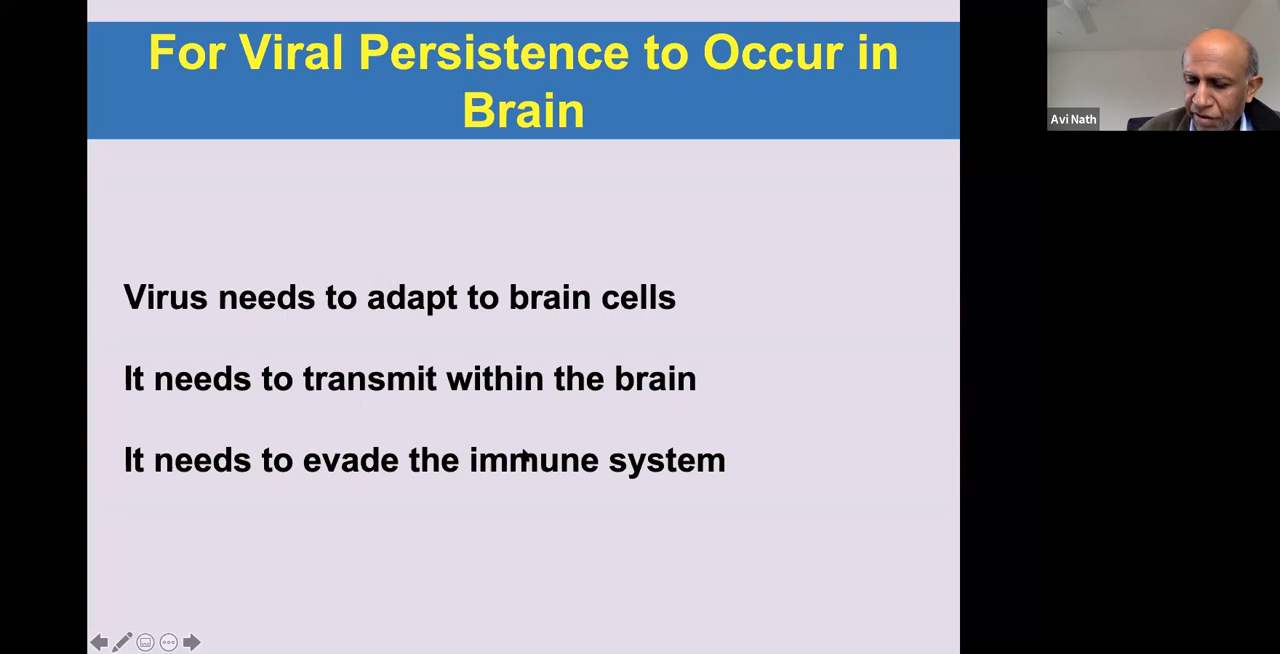 For Viral Persistence to Occur in
Brain
Avi Nath
Virus needs to adapt to brain cells
It needs to transmit within the brain
It needs to evade the immune system